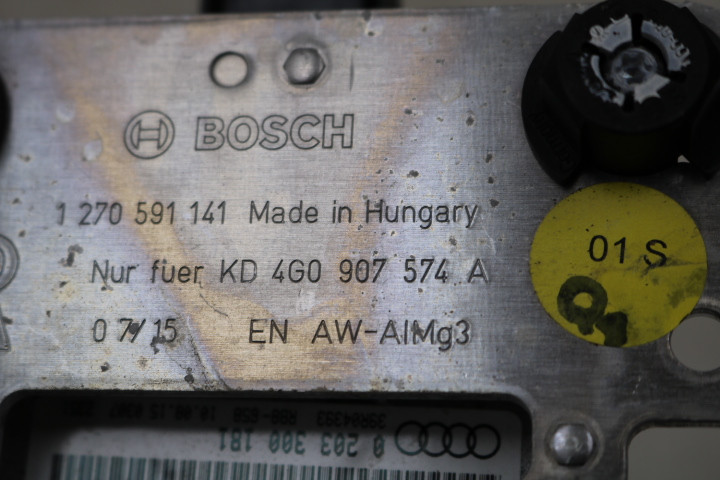 BOSCH
1 270 591 141 Made in Hungary
Nur fuer KD 4G0 907 574 A
07/15 EN AW-AlMg3
01 S
0 203 300 181